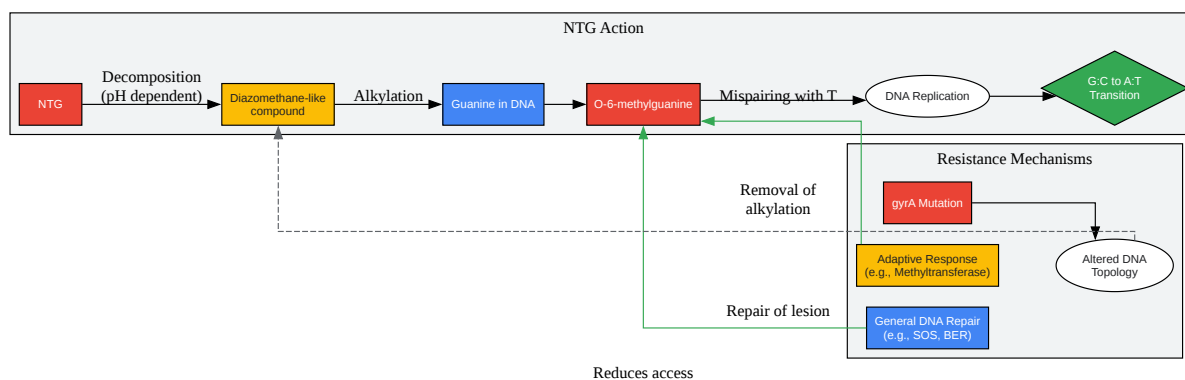 NTG Action
NTG
Decomposition
(pH dependent)
Diazomethane-like
compound
Alkylation
Guanine in DNA
O-6-methylguanine
Mispairing with T
DNA Replication
G:C to A:T
Transition
Resistance Mechanisms
gyrA Mutation
Removal of
alkylation
Adaptive Response
(e.g., Methyltransferase)
Altered DNA
Topology
Repair of lesion
General DNA Repair
(e.g., SOS, BER)
Reduces access